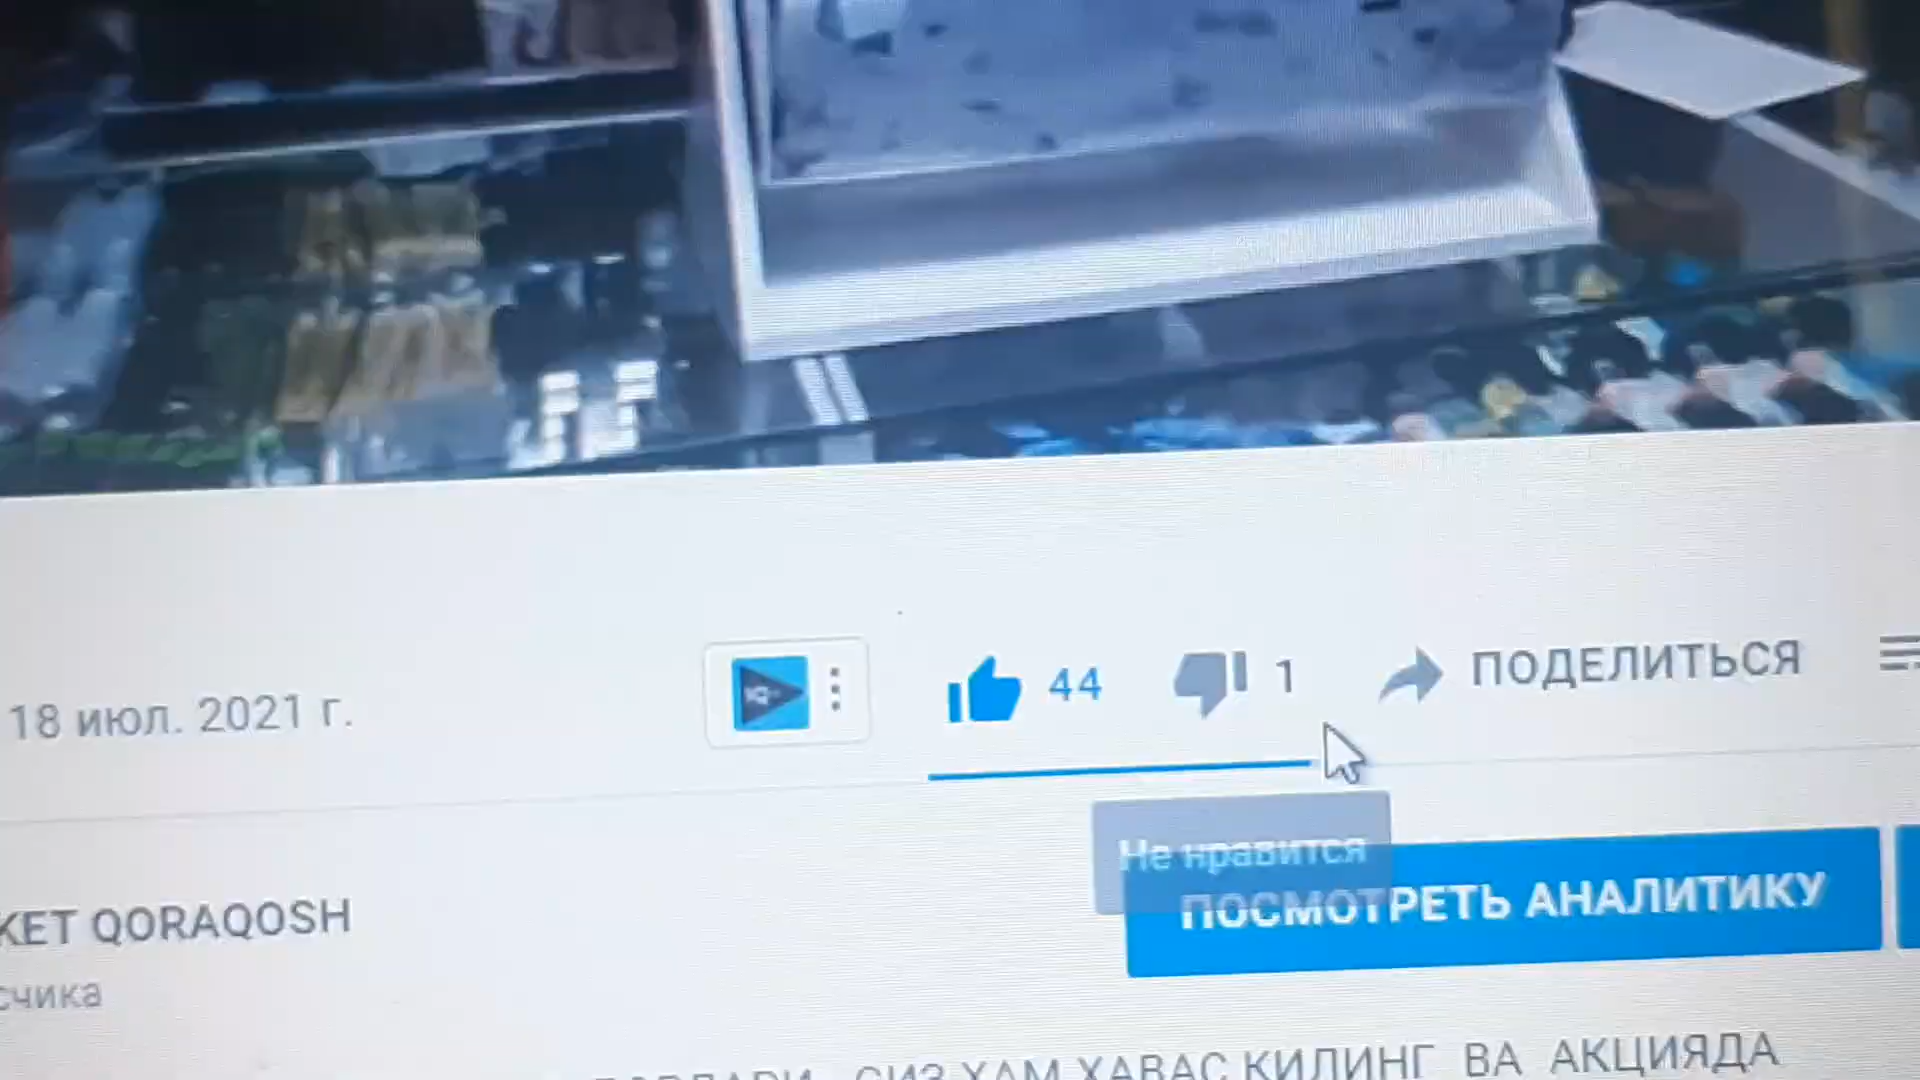 18 июл. 2021 г.
44
1
ПОДЕЛИТЬСЯ
Не нравится
ПОСМОТРЕТЬ АНАЛИТИКУ
KET QORAQOSH
счика
СИЗ ХАМ ХАВАС КИЛИНГ ВА АКЦИЯДА